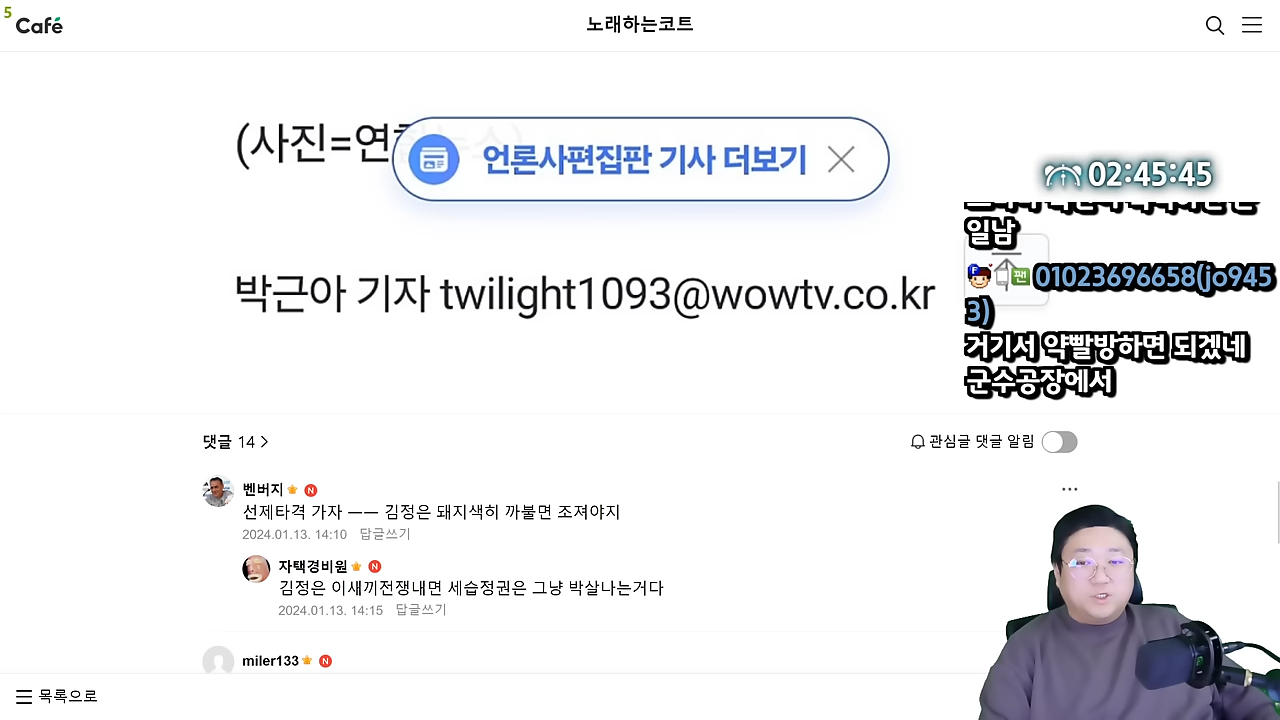 5
Café
노래하는코트
(사진=연합뉴스)
언론사편집판 기사 더보기
02:45:45
일남
F 팬 01023696658(jo945
3)
거기서 약빨방하면 되겠네
군수공장에서
박근아 기자 twilight1093@wowtv.co.kr
댓글 14
관심글 댓글 알림
벤버지 N
선제타격 가자 ㅡㅡ 김정은 돼지색히 까불면 조져야지
2024.01.13. 14:10 답글쓰기
자택경비원 N
김정은 이새끼전쟁내면 세습정권은 그냥 박살나는거다
2024.01.13. 14:15 답글쓰기
miler133 N
목록으로